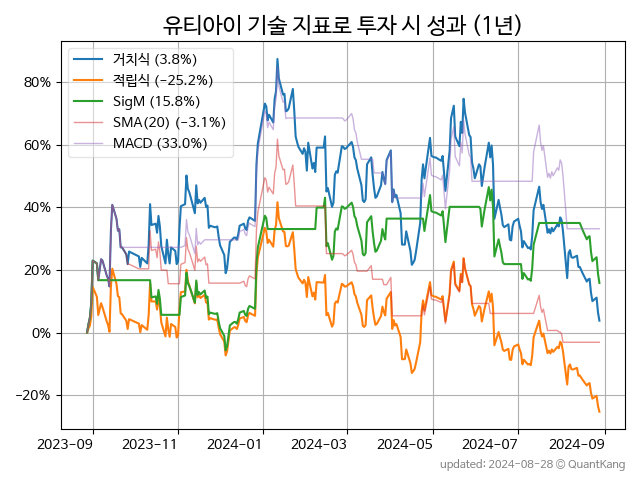 유티아이 기술 지표로 투자 시 성과 (1년)
거치식 (3.8%)
적립식 (−25.2%)
SigM (15.8%)
SMA(20) (−3.1%)
MACD (33.0%)
80%
60%
40%
20%
0%
−20%
2023-09 2023-11 2024-01 2024-03 2024-05 2024-07 2024-09
updated: 2024-08-28 © QuantKang